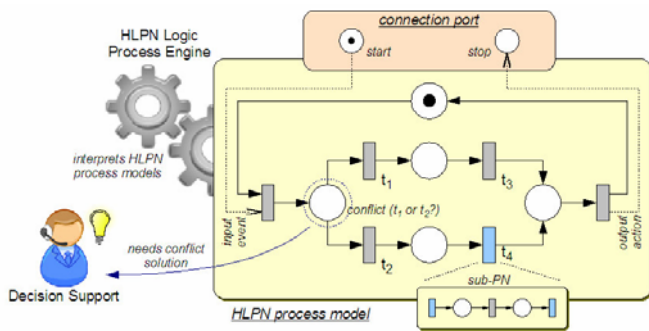 connection port
HLPN Logic
Process Engine
start
stop
interprets HLPN
process models
t1
t3
input
event
conflict (t1 or t2?)
output
action
needs conflict
solution
t2
t4
Decision Support
sub-PN
HLPN process model